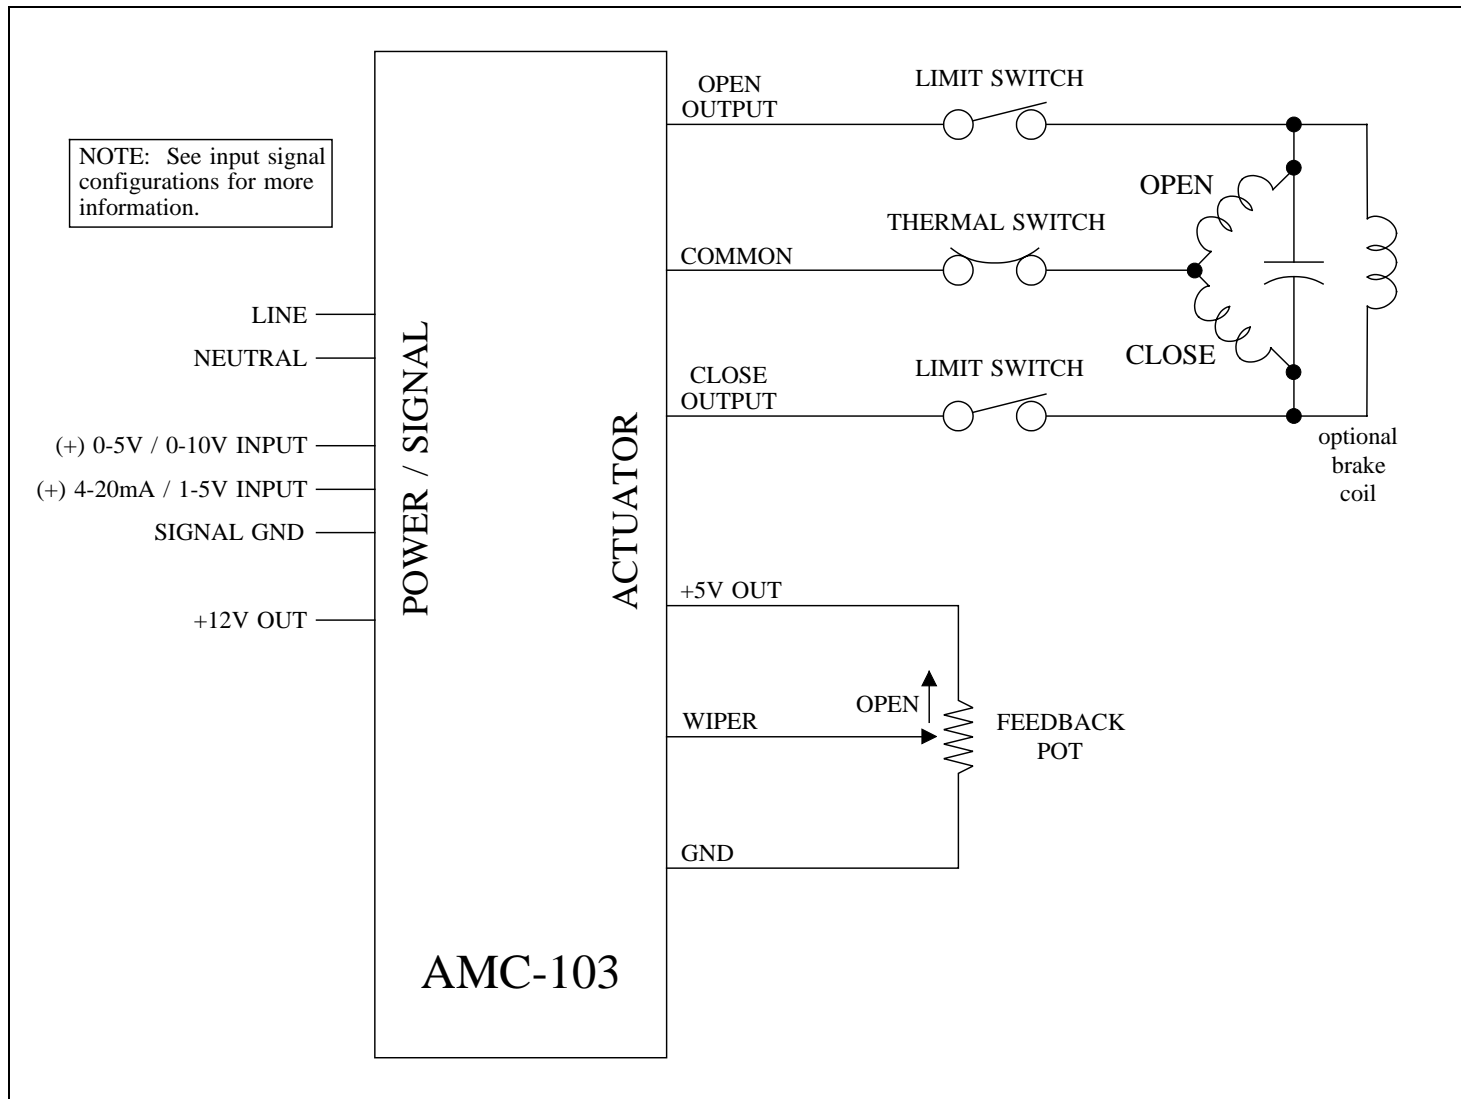 NOTE: See input signal
configurations for more
information.
LINE
NEUTRAL
(+) 0-5V / 0-10V INPUT
(+) 4-20mA / 1-5V INPUT
SIGNAL GND
+12V OUT
POWER / SIGNAL
ACTUATOR
AMC-103
OPEN
OUTPUT
LIMIT SWITCH
OPEN
COMMON
THERMAL SWITCH
CLOSE
CLOSE
OUTPUT
LIMIT SWITCH
optional
brake
coil
+5V OUT
OPEN
WIPER
FEEDBACK
POT
GND